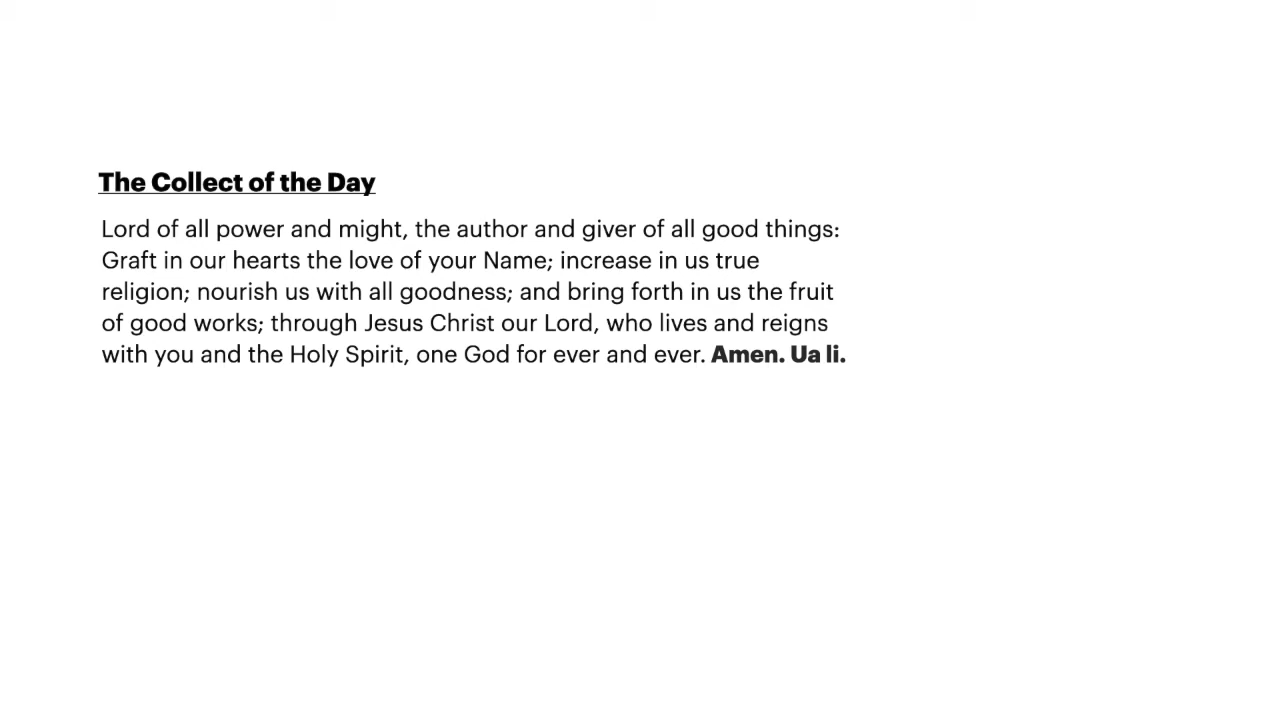 The Collect of the Day
Lord of all power and might, the author and giver of all good things:
Graft in our hearts the love of your Name; increase in us true
religion; nourish us with all goodness; and bring forth in us the fruit
of good works; through Jesus Christ our Lord, who lives and reigns
with you and the Holy Spirit, one God for ever and ever. Amen. Ua li.